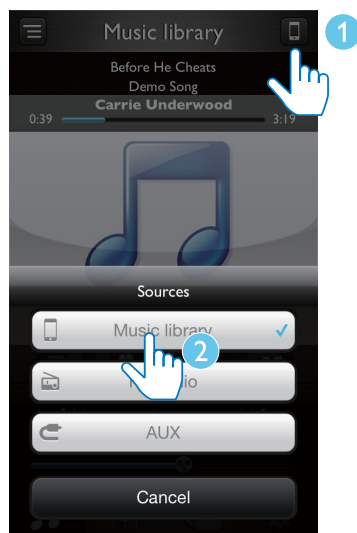 Music library
1
Before He Cheats
Demo Song
Carrie Underwood
0:39
3:19
Sources
Music library
2
AUX
Cancel